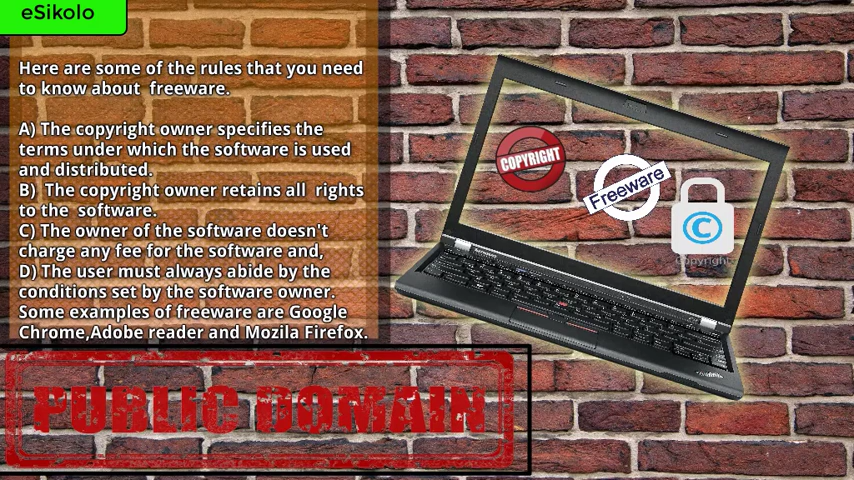 eSikolo
Here are some of the rules that you need
to know about freeware.
A) The copyright owner specifies the
terms under which the software is used
and distributed.
B) The copyright owner retains all rights
to the software.
C) The owner of the software doesn't
charge any fee for the software and,
D) The user must always abide by the
conditions set by the software owner.
Some examples of freeware are Google
Chrome,Adobe reader and Mozila Firefox.
COPYRIGHT
Freeware
C
Copyright
PUBLIC DOMAIN